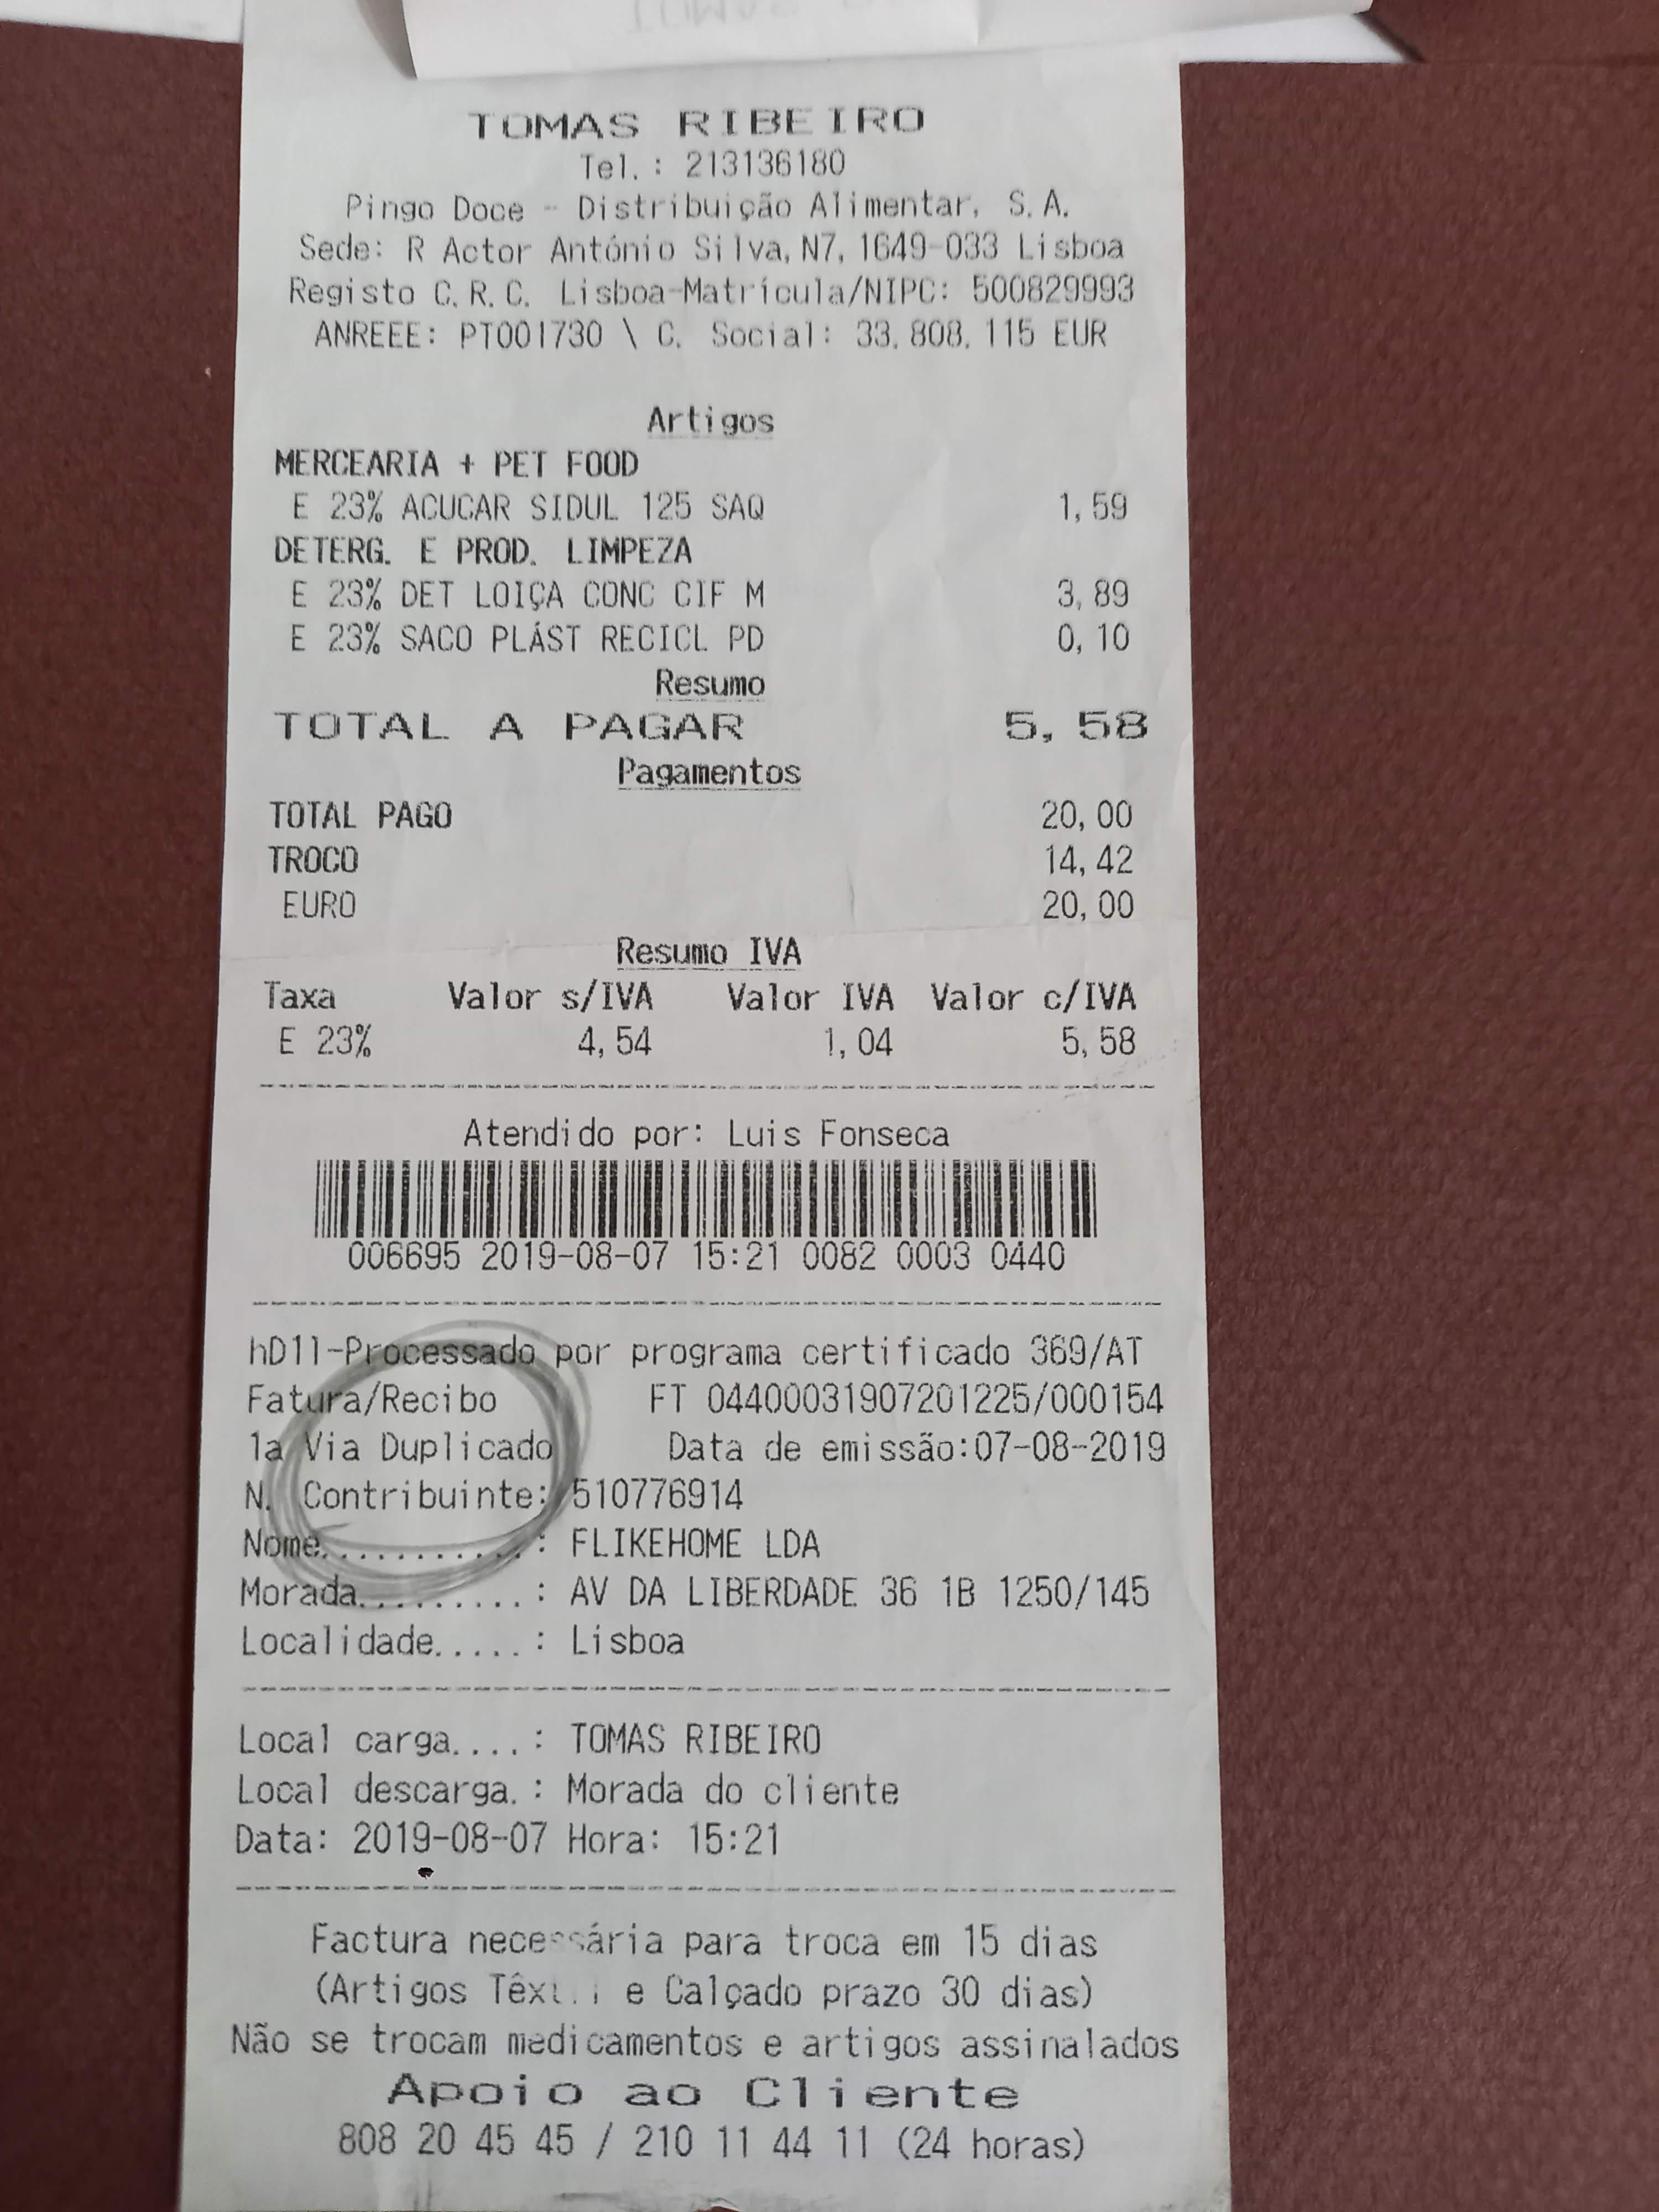 TOMAS RIBEIRO
Tel.: 213136180
Pingo Doce - Distribuição Alimentar, S.A.
Sede: R Actor António Silva,N7, 1649-033 Lisboa
Registo C.R.C. Lisboa-Matrícula/NIPC: 500829993
ANREEE: PT001730 \ C. Social: 33.808.115 EUR
Artigos
MERCEARIA + PET FOOD
E 23% ACUCAR SIDUL 125 SAQ 1,59
DETERG. E PROD. LIMPEZA
E 23% DET LOIÇA CONC CIF M 3,89
E 23% SACO PLÁST RECICL PD 0,10
Resumo
TOTAL A PAGAR 5,58
Pagamentos
TOTAL PAGO 20,00
TROCO 14,42
EURO 20,00
Resumo IVA
Taxa Valor s/IVA Valor IVA Valor c/IVA
E 23% 4,54 1,04 5,58
Atendido por: Luis Fonseca
006695 2019-08-07 15:21 0082 0003 0440
hD1l-Processado por programa certificado 369/AT
Fatura/Recibo FT 04400031907201225/000154
1a Via Duplicado Data de emissão:07-08-2019
N. Contribuinte: 510776914
Nome...........: FLIKEHOME LDA
Morada.........: AV DA LIBERDADE 36 1B 1250/145
Localidade.....: Lisboa
Local carga....: TOMAS RIBEIRO
Local descarga.: Morada do cliente
Data: 2019-08-07 Hora: 15:21
Factura necessária para troca em 15 dias
(Artigos e Calçado prazo 30 dias)
Não se trocam medicamentos e artigos assinalados
Apoio ao Cliente
808 20 45 45 / 210 11 44 11 (24 horas)